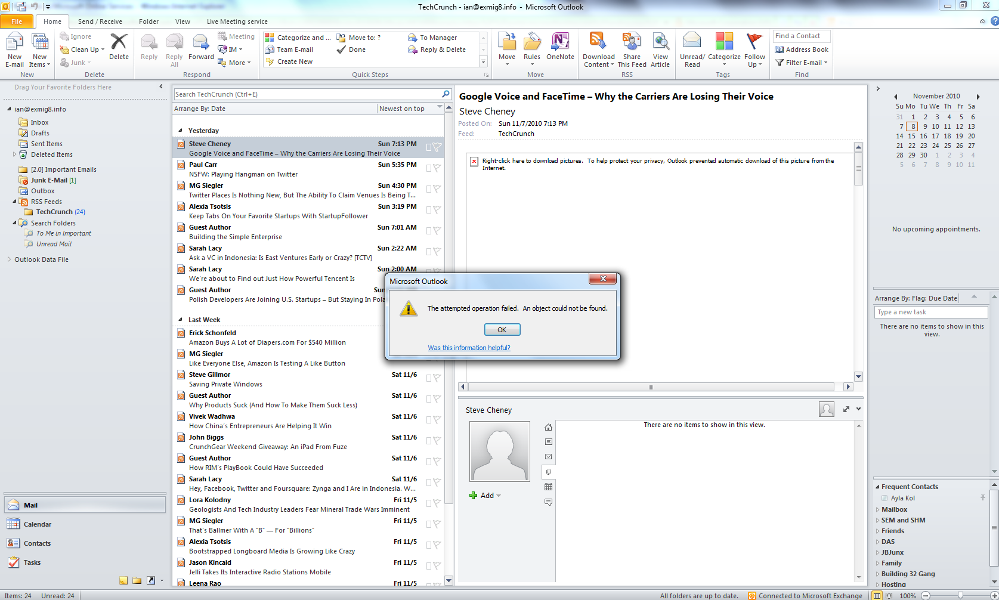 TechCrunch - ian@exmig8.info - Microsoft Outlook
File Home Send / Receive Folder View Live Meeting service
New E-mail
New Items
New
Ignore
Clean Up
Junk
Delete
Delete
Reply
Reply All
Forward
Meeting
IM
More
Respond
Categorize and ...
Team E-mail
Create New
Move to: ?
Done
To Manager
Reply & Delete
Quick Steps
Move
Rules
OneNote
Move
Download Content
Share This Feed
View Article
RSS
Unread/ Read
Categorize
Follow Up
Tags
Find a Contact
Address Book
Filter E-mail
Find
Drag Your Favorite Folders Here
ian@exmig8.info
Inbox
Drafts
Sent Items
Deleted Items
[2.0] Important Emails
Junk E-Mail [1]
Outbox
RSS Feeds
TechCrunch (24)
Search Folders
To Me in Important
Unread Mail
Outlook Data File
Mail
Calendar
Contacts
Tasks
Search TechCrunch (Ctrl+E)
Arrange By: Date Newest on top
Yesterday
Steve Cheney Sun 7:13 PM
Google Voice and FaceTime – Why the Carriers Are Losing Their Voice
Paul Carr Sun 5:35 PM
NSFW: Playing Hangman on Twitter
MG Siegler Sun 4:30 PM
Twitter Places Is Nothing New, But The Ability To Claim Venues Is Being T...
Alexia Tsotsis Sun 3:19 PM
Keep Tabs On Your Favorite Startups With StartupFollower
Guest Author Sun 7:01 AM
Building the Simple Enterprise
Sarah Lacy Sun 2:22 AM
Ask a VC in Indonesia: Is East Ventures Early or Crazy? [TCTV]
Sarah Lacy Sun 2:00 AM
We're about to Find out Just How Powerful Tencent Is
Guest Author Sun
Polish Developers Are Joining U.S. Startups – But Staying In Pola
Last Week
Erick Schonfeld
Amazon Buys A Lot of Diapers.com For $540 Million
MG Siegler
Like Everyone Else, Amazon Is Testing A Like Button
Steve Gillmor Sat 11/6
Saving Private Windows
Guest Author Sat 11/6
Why Products Suck (And How To Make Them Suck Less)
Vivek Wadhwa Sat 11/6
How China's Entrepreneurs Are Helping It Win
John Biggs Sat 11/6
CrunchGear Weekend Giveaway: An iPad From Fuze
Guest Author Sat 11/6
How RIM's PlayBook Could Have Succeeded
Sarah Lacy Sat 11/6
Hey, Facebook, Twitter and Foursquare: Zynga and I Are in Indonesia. W...
Lora Kolodny Fri 11/5
Geologists And Tech Industry Leaders Fear Mineral Trade Wars Imminent
MG Siegler Fri 11/5
That's Ballmer With A "B" — For "Billions"
Alexia Tsotsis Fri 11/5
Bootstrapped Longboard Media Is Growing Like Crazy
Jason Kincaid Fri 11/5
Jelli Takes Its Interactive Radio Stations Mobile
Leena Rao Fri 11/5
Google Voice and FaceTime – Why the Carriers Are Losing Their Voice
Steve Cheney
Posted On: Sun 11/7/2010 7:13 PM
Feed: TechCrunch
Right-click here to download pictures. To help protect your privacy, Outlook prevented automatic download of this picture from the
Internet.
Microsoft Outlook
The attempted operation failed. An object could not be found.
OK
Was this information helpful?
Steve Cheney
There are no items to show in this view.
Add
November 2010
Su Mo Tu We Th Fr Sa
31 1 2 3 4 5 6
7 8 9 10 11 12 13
14 15 16 17 18 19 20
21 22 23 24 25 26 27
28 29 30 1 2 3 4
5 6 7 8 9 10 11
No upcoming appointments.
Arrange By: Flag: Due Date
Type a new task
There are no items to show in this
view.
Frequent Contacts
Ayla Kol
Mailbox
SEM and SHM
Friends
DAS
JBJunx
Family
Building 32 Gang
Hosting
Items: 24 Unread: 24
All folders are up to date. Connected to Microsoft Exchange 100%